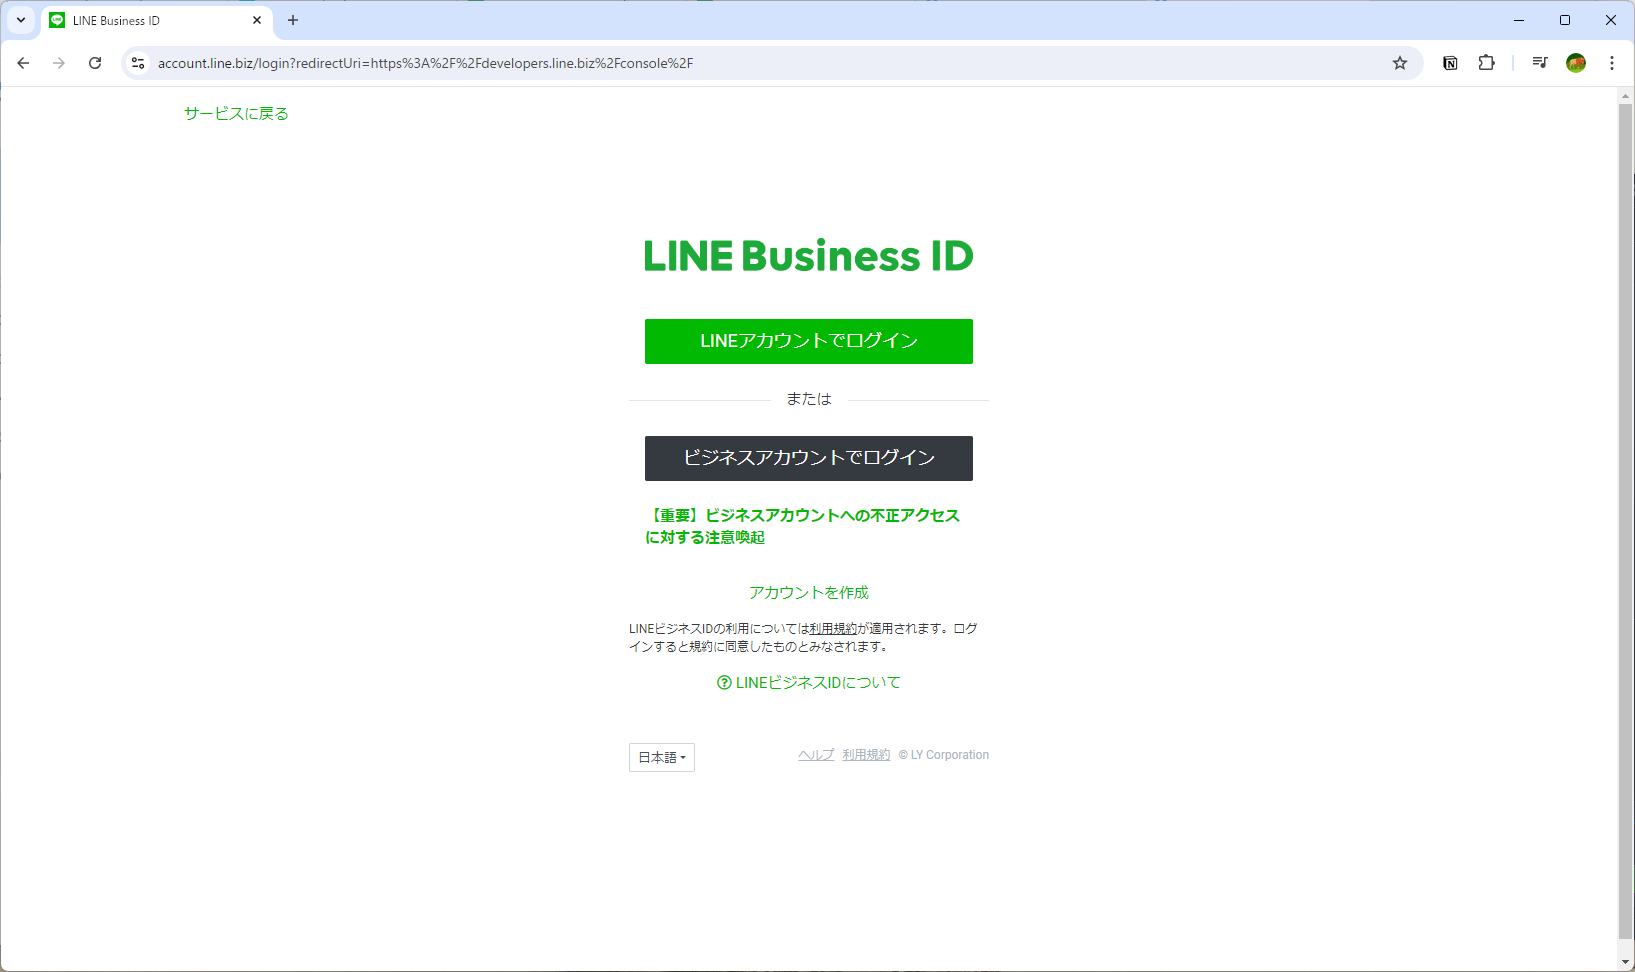 LINE Business ID
account.line.biz/login?redirectUri=https%3A%2F%2Fdevelopers.line.biz%2Fconsole%2F
サービスに戻る
LINE Business ID
LINEアカウントでログイン
または
ビジネスアカウントでログイン
【重要】ビジネスアカウントへの不正アクセス
に対する注意喚起
アカウントを作成
LINEビジネスIDの利用については利用規約が適用されます。ログ
インすると規約に同意したものとみなされます。
LINEビジネスIDについて
日本語
ヘルプ 利用規約 © LY Corporation